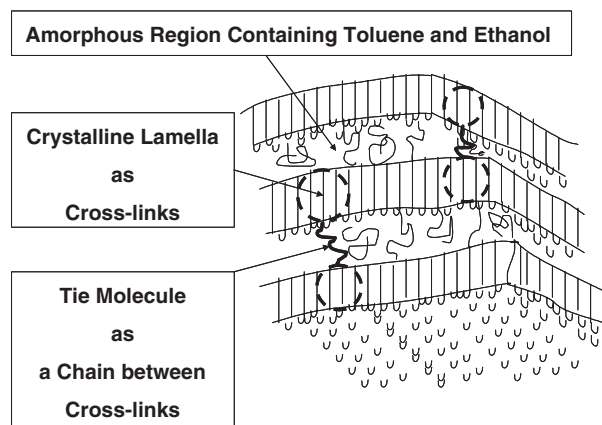 Amorphous Region Containing Toluene and Ethanol
Crystalline Lamella
as
Cross-links
Tie Molecule
as
a Chain between
Cross-links